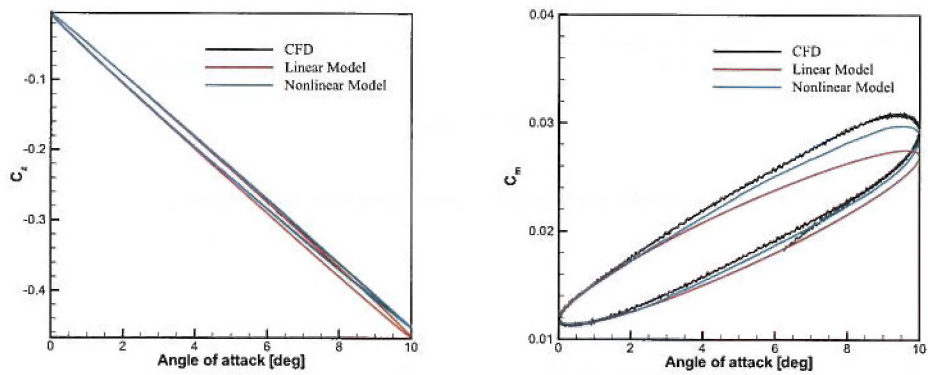 CFD
Linear Model
Nonlinear Model
-0.1
-0.2
-0.3
-0.4
C_z
0 2 4 6 8 10
Angle of attack [deg]
0.04
0.03
0.02
0.01
CFD
Linear Model
Nonlinear Model
C_m
0 2 4 6 8 10
Angle of attack [deg]